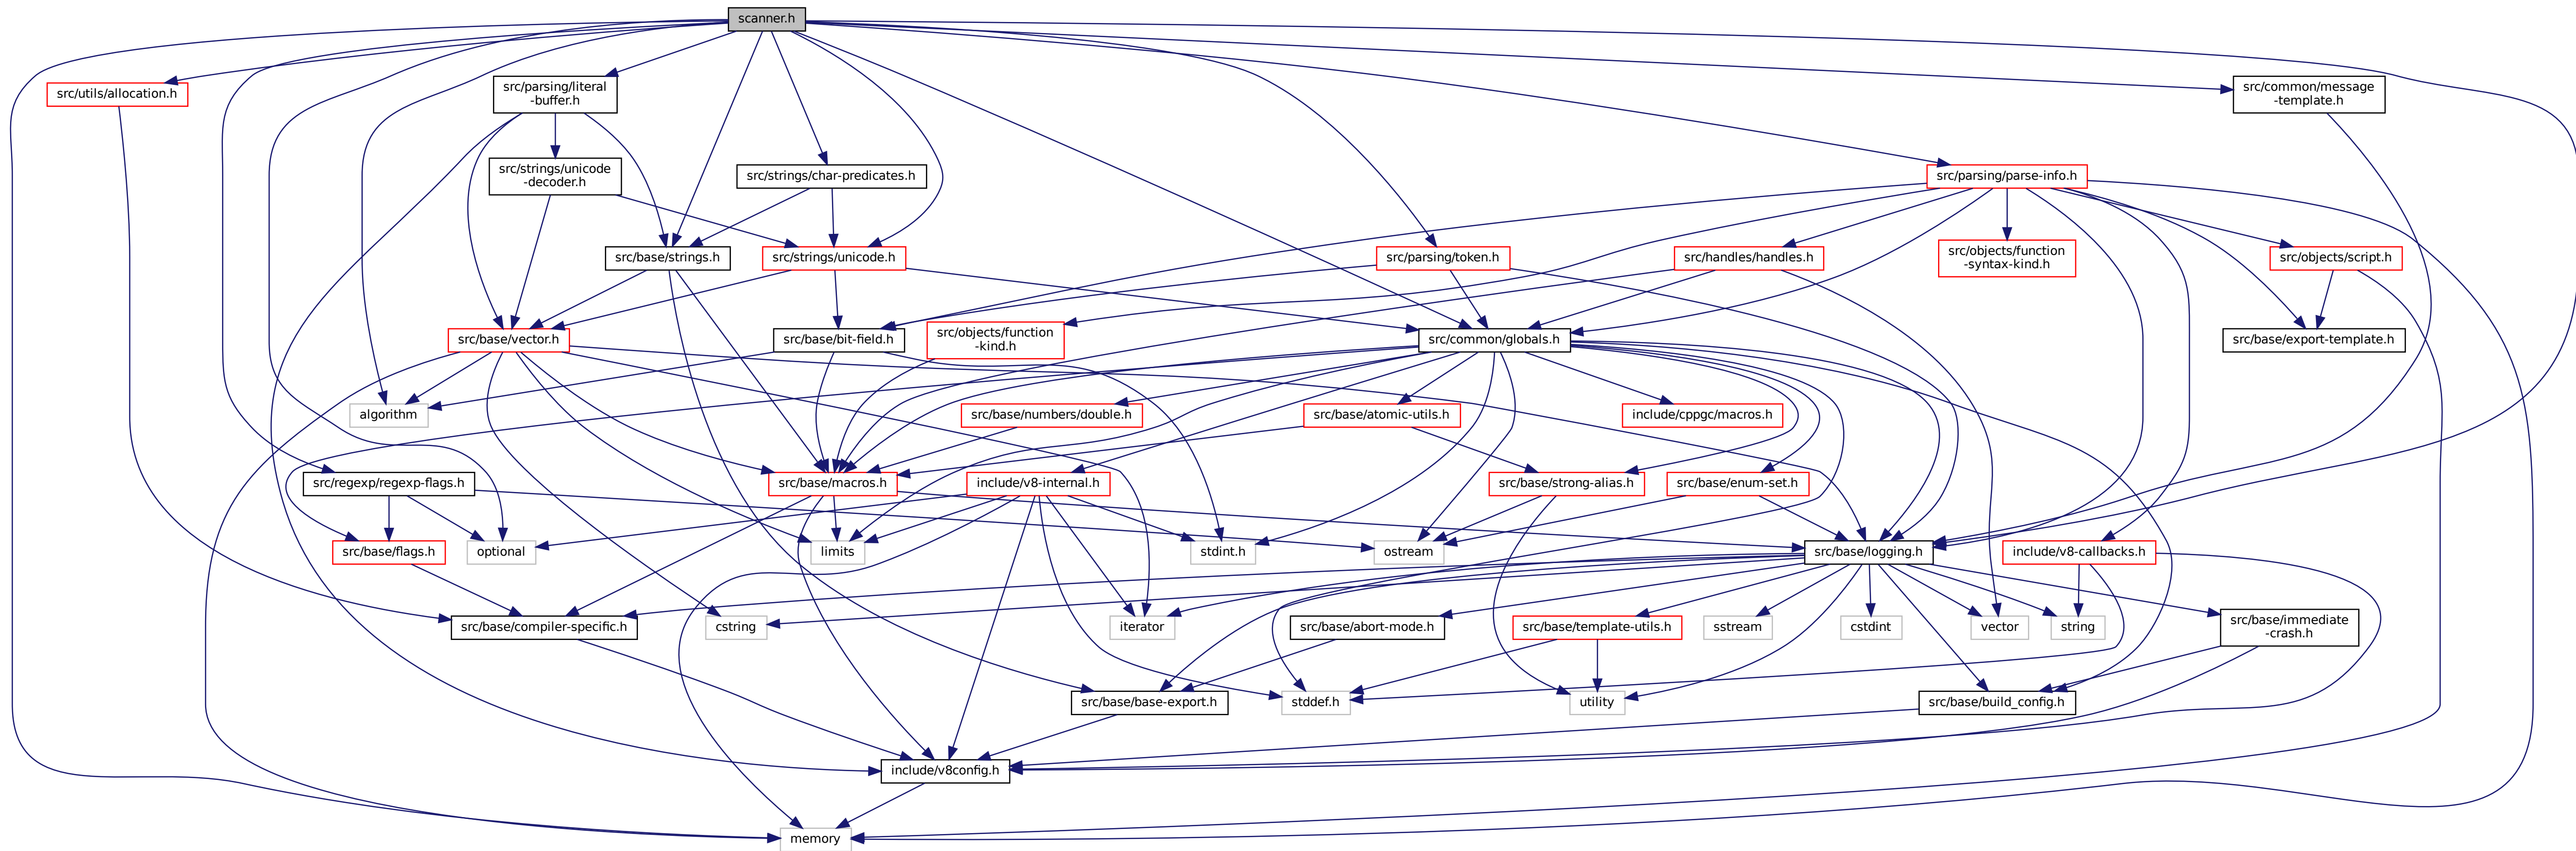 scanner.h
src/utils/allocation.h
src/parsing/literal
-buffer.h
src/common/message
-template.h
src/strings/unicode
-decoder.h
src/strings/char-predicates.h
src/parsing/parse-info.h
src/base/strings.h
src/strings/unicode.h
src/parsing/token.h
src/handles/handles.h
src/objects/function
-syntax-kind.h
src/objects/script.h
src/base/vector.h
src/base/bit-field.h
src/objects/function
-kind.h
src/common/globals.h
src/base/export-template.h
algorithm
src/base/numbers/double.h
src/base/atomic-utils.h
include/cppgc/macros.h
src/regexp/regexp-flags.h
src/base/macros.h
include/v8-internal.h
src/base/strong-alias.h
src/base/enum-set.h
src/base/flags.h
optional
limits
stdint.h
ostream
src/base/logging.h
include/v8-callbacks.h
src/base/compiler-specific.h
cstring
iterator
src/base/abort-mode.h
src/base/template-utils.h
sstream
cstdint
vector
string
src/base/immediate
-crash.h
src/base/base-export.h
stddef.h
utility
src/base/build_config.h
include/v8config.h
memory